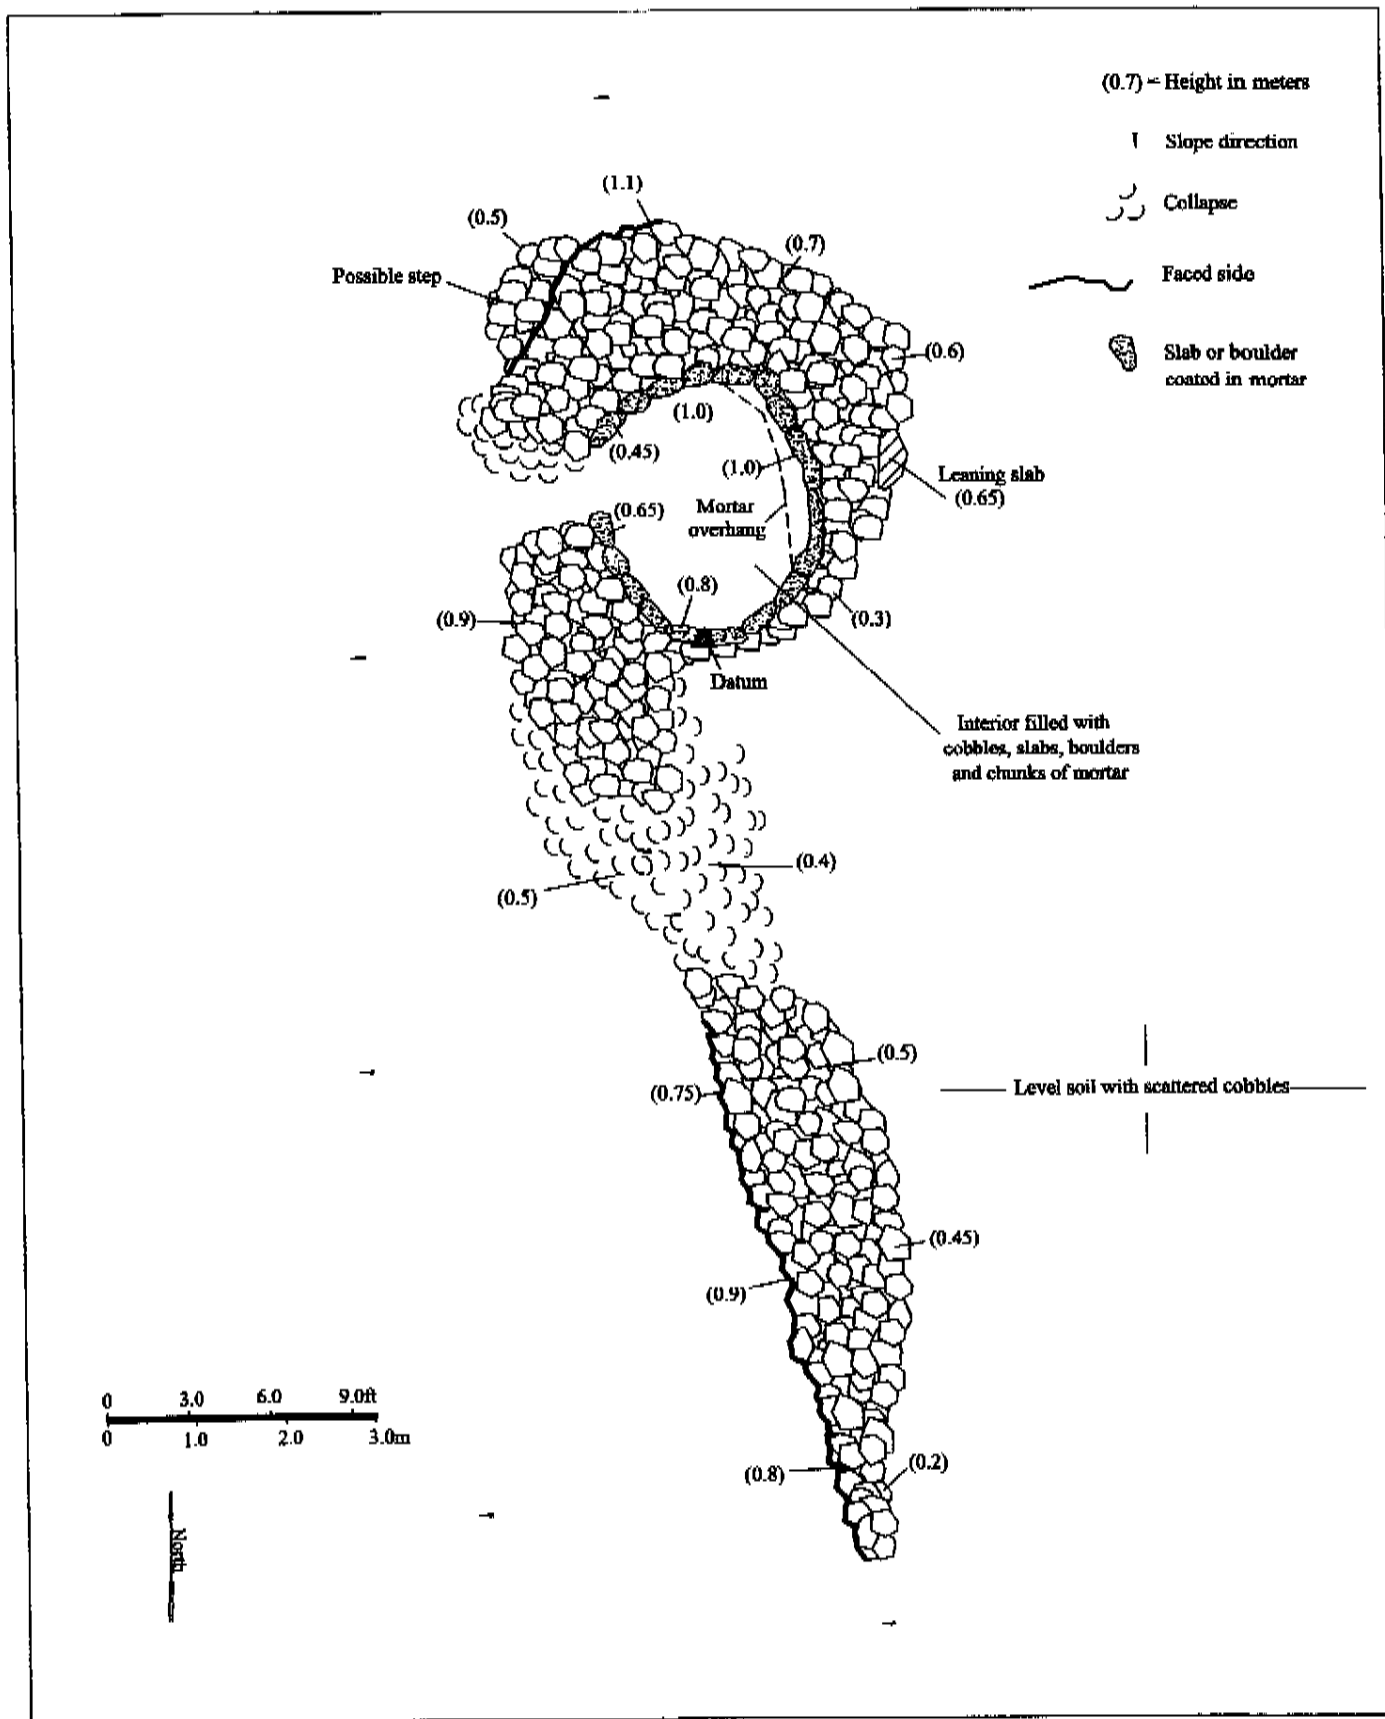 (0.7) = Height in meters
Slope direction
Collapse
Faced side
Slab or boulder
coated in mortar
(1.1)
(0.5)
(0.7)
Possible step
(0.6)
(1.0)
(0.45)
(1.0)
Leaning slab
(0.65)
Mortar
overhang
(0.65)
(0.8)
(0.9)
(0.3)
Datum
Interior filled with
cobbles, slabs, boulders
and chunks of mortar
(0.4)
(0.5)
(0.5)
(0.75)
Level soil with scattered cobbles
(0.45)
(0.9)
0 3.0 6.0 9.0ft
0 1.0 2.0 3.0m
(0.8)
(0.2)
North